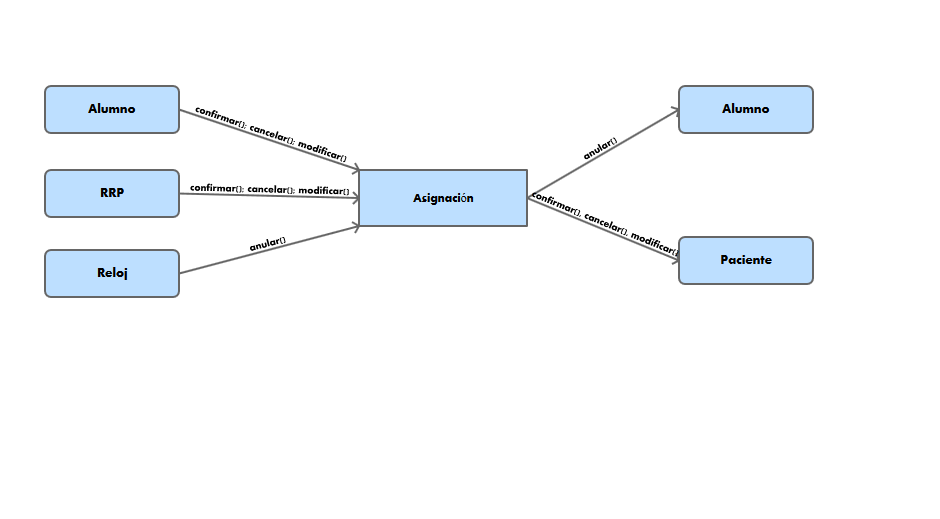 Alumno
confirmar(); cancelar(); modificar()
RRP
confirmar(); cancelar(); modificar()
Reloj
anular()
Asignación
anular()
Alumno
confirmar(), cancelar(), modificar()
Paciente